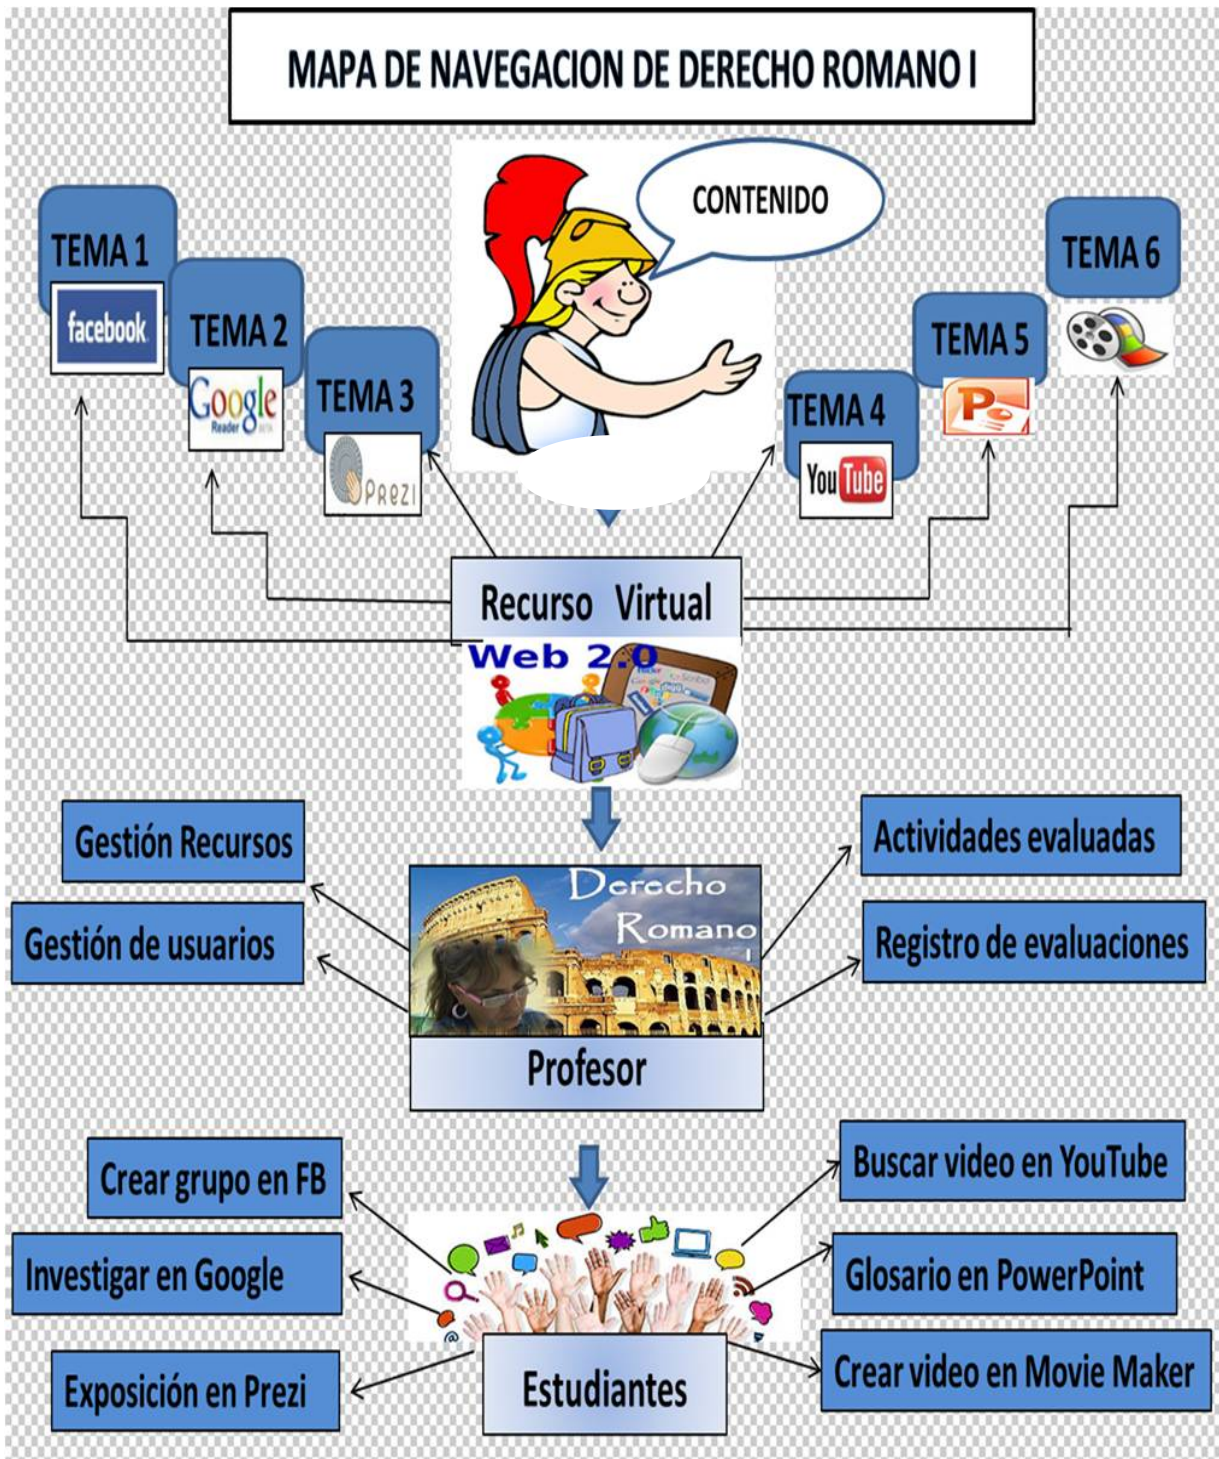 MAPA DE NAVEGACION DE DERECHO ROMANO I
CONTENIDO
TEMA 1
facebook
TEMA 2
Google
Reader
TEMA 3
PREZI
TEMA 4
YouTube
TEMA 5
P
TEMA 6
Recurso Virtual
Web 2.0
Gestión Recursos
Gestión de usuarios
Actividades evaluadas
Registro de evaluaciones
Derecho
Romano
I
Profesor
Crear grupo en FB
Investigar en Google
Exposición en Prezi
Buscar video en YouTube
Glosario en PowerPoint
Crear video en Movie Maker
@
Estudiantes